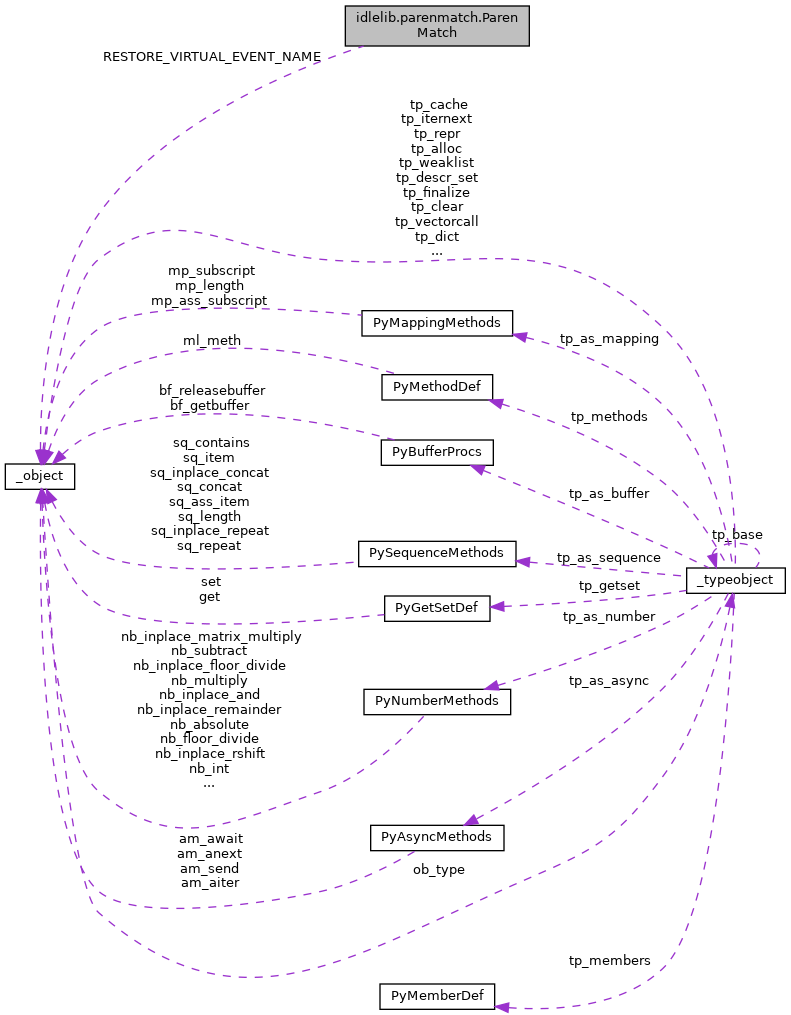 idlelib.parenmatch.Paren
Match
RESTORE_VIRTUAL_EVENT_NAME
tp_cache
tp_iternext
tp_repr
tp_alloc
tp_weaklist
tp_descr_set
tp_finalize
tp_clear
tp_vectorcall
tp_dict
...
mp_subscript
mp_length
mp_ass_subscript
PyMappingMethods
tp_as_mapping
ml_meth
PyMethodDef
tp_methods
bf_releasebuffer
bf_getbuffer
PyBufferProcs
_object
tp_as_buffer
sq_contains
sq_item
sq_inplace_concat
sq_concat
sq_ass_item
sq_length
sq_inplace_repeat
sq_repeat
PySequenceMethods
tp_as_sequence
tp_base
_typeobject
set
get
PyGetSetDef
tp_getset
tp_as_number
nb_inplace_matrix_multiply
nb_subtract
nb_inplace_floor_divide
nb_multiply
nb_inplace_and
nb_inplace_remainder
nb_absolute
nb_floor_divide
nb_inplace_rshift
nb_int
...
PyNumberMethods
tp_as_async
am_await
am_anext
am_send
am_aiter
PyAsyncMethods
ob_type
tp_members
PyMemberDef